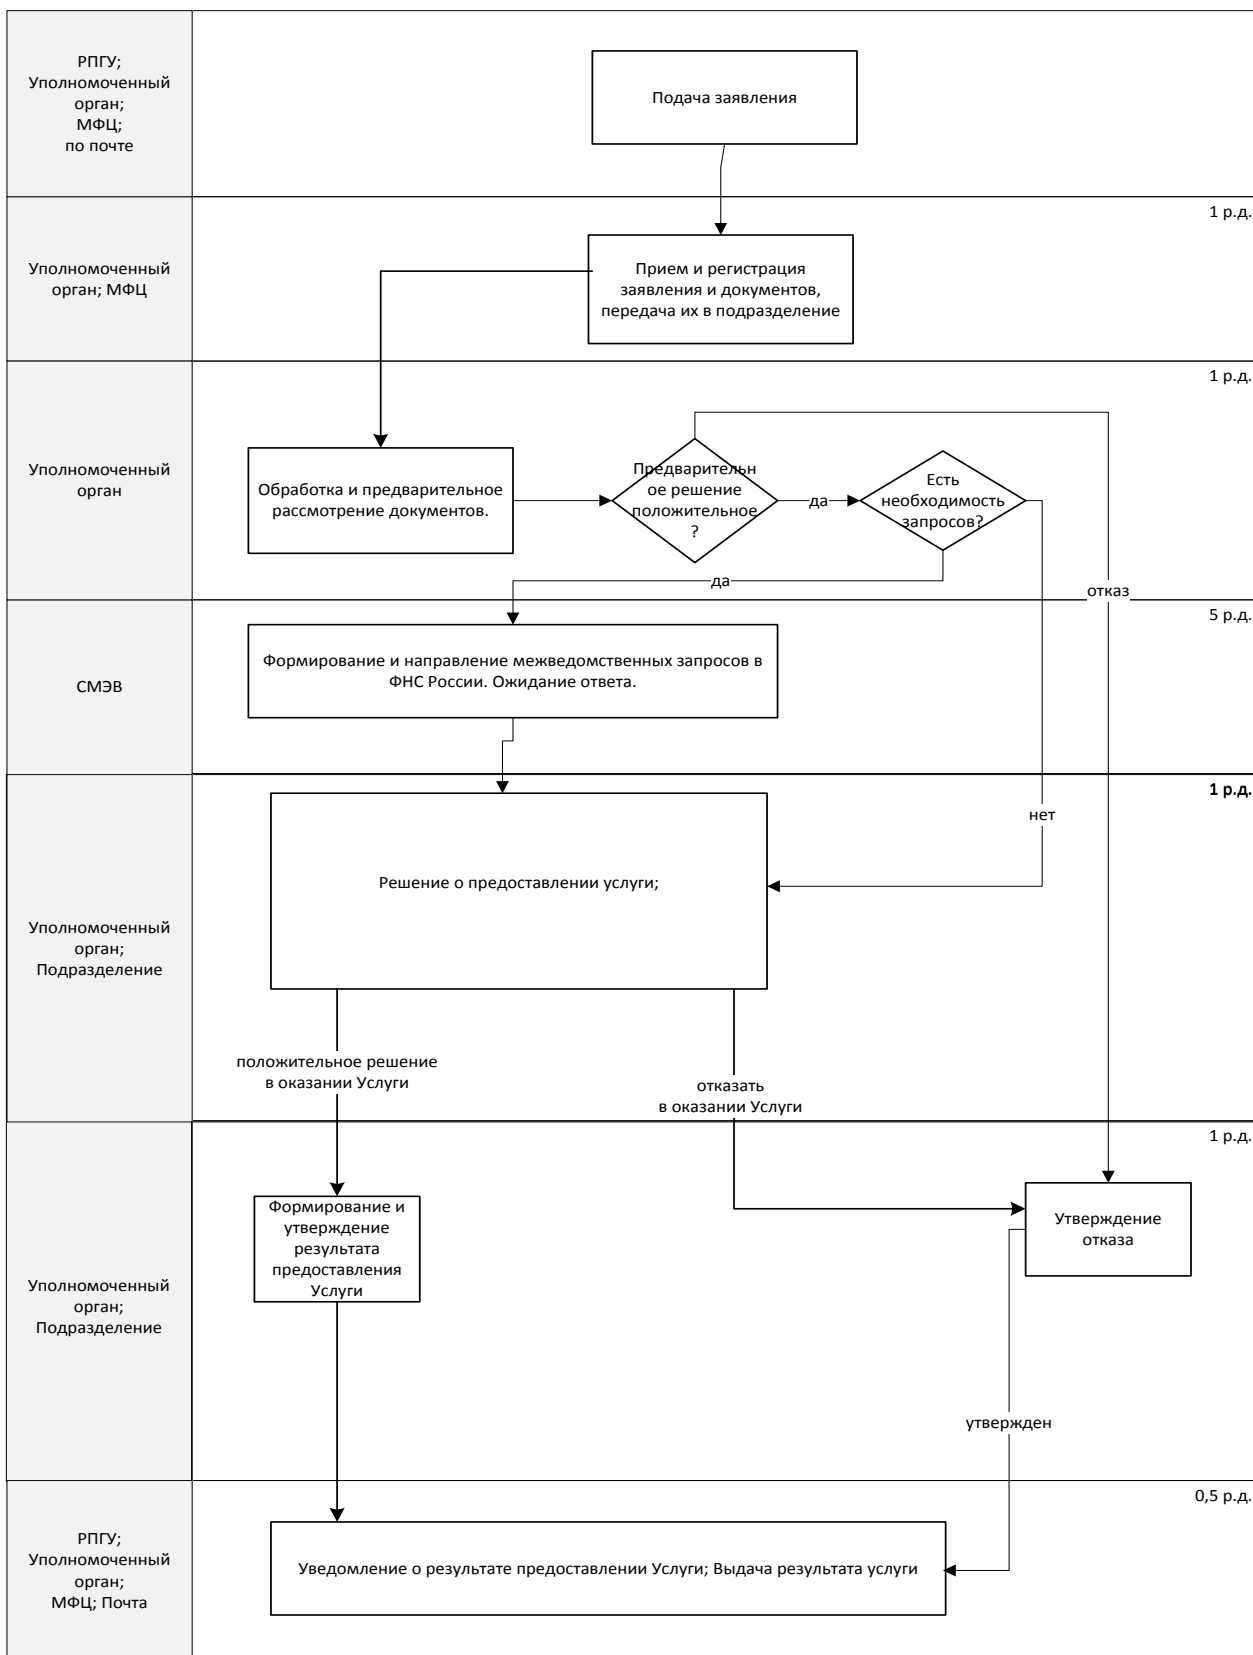 РПГУ;
Уполномоченный
орган;
МФЦ;
по почте
Подача заявления
1 р.д.
Уполномоченный
орган; МФЦ
Прием и регистрация
заявления и документов,
передача их в подразделение
1 р.д.
Уполномоченный
орган
Обработка и предварительное
рассмотрение документов.
Предварительн
ое решение
положительное
?
да
Есть
необходимость
запросов?
да
отказ
5 р.д.
СМЭВ
Формирование и направление межведомственных запросов в
ФНС России. Ожидание ответа.
1 р.д.
нет
Уполномоченный
орган;
Подразделение
Решение о предоставлении услуги;
положительное решение
в оказании Услуги
отказать
в оказании Услуги
1 р.д.
Уполномоченный
орган;
Подразделение
Формирование и
утверждение
результата
предоставления
Услуги
Утверждение
отказа
утвержден
0,5 р.д.
РПГУ;
Уполномоченный
орган;
МФЦ; Почта
Уведомление о результате предоставлении Услуги; Выдача результата услуги